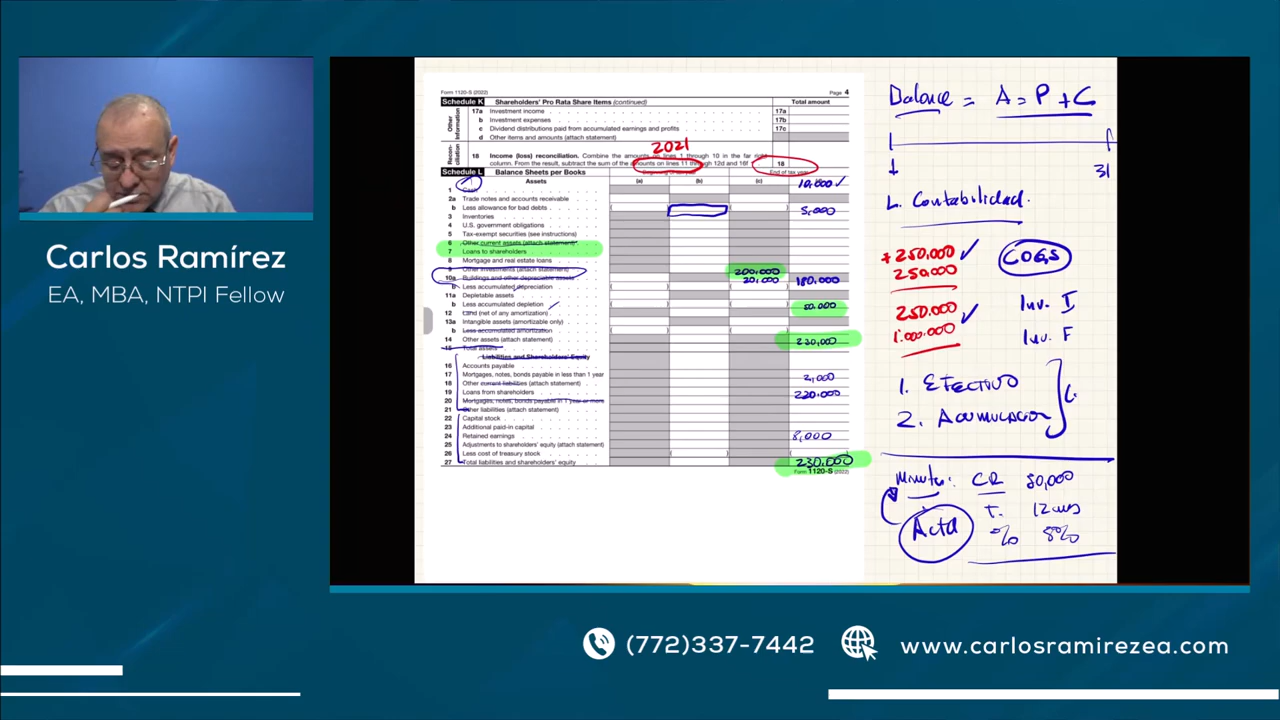 Carlos Ramírez
EA, MBA, NTPI Fellow
Form 1120-S (2022)
Page 4
Schedule K
Shareholders' Pro Rata Share Items (continued)
Total amount
Other Information
17a Investment income 17a
b Investment expenses 17b
c Dividend distributions paid from accumulated earnings and profits 17c
d Other items and amounts (attach statement)
2021
Reconciliation
18 Income (loss) reconciliation. Combine the amounts on lines 1 through 10 in the far right
column. From the result, subtract the sum of the amounts on lines 11 through 12d and 16f 18
Schedule L Balance Sheets per Books
End of tax year
Assets (a) (b) (c) 10,000 ✓
1 Cash
2a Trade notes and accounts receivable
b Less allowance for bad debts ( ) ( ) 5,000
3 Inventories
4 U.S. government obligations
5 Tax-exempt securities (see instructions)
6 Other current assets (attach statement)
7 Loans to shareholders
8 Mortgage and real estate loans
9 Other investments (attach statement) 200,000
10a Buildings and other depreciable assets 20,000 180,000
b Less accumulated depreciation ( ) ( )
11a Depletable assets
b Less accumulated depletion ( ) ( ) 50.000
12 Land (net of any amortization)
13a Intangible assets (amortizable only)
b Less accumulated amortization ( ) ( )
14 Other assets (attach statement) 230,000
15 Total assets
Liabilities and Shareholders' Equity
16 Accounts payable
17 Mortgages, notes, bonds payable in less than 1 year 2,000
18 Other current liabilities (attach statement)
19 Loans from shareholders 220.000
20 Mortgages, notes, bonds payable in 1 year or more
21 Other liabilities (attach statement)
22 Capital stock
23 Additional paid-in capital
24 Retained earnings 8,000
25 Adjustments to shareholders' equity (attach statement)
26 Less cost of treasury stock ( ) ( )
27 Total liabilities and shareholders' equity 230.000
Form 1120-S (2022)
Balance = A = P + C
31
L. Contabilidad.
+ 250,000 ✓ COGS
250.000
250.000 ✓ Inv. I
1.000.000 Inv. F
1. EFECTIVO
2. ACUMULACION
Minutes: CR 80,000
T. 12
Acta % 8%
(772)337-7442
www.carlosramirezea.com